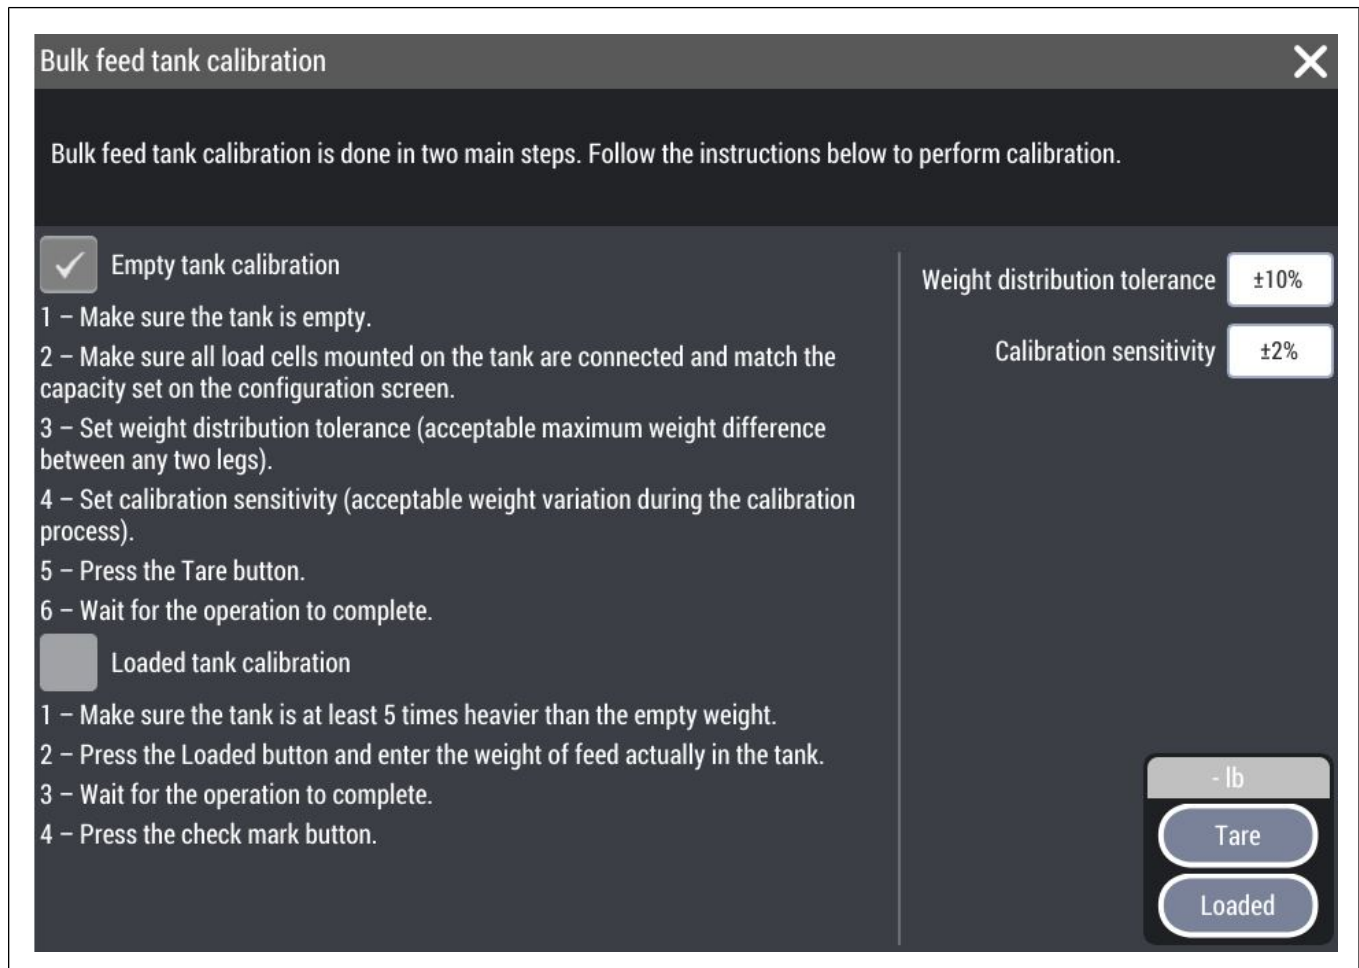 Bulk feed tank calibration
Bulk feed tank calibration is done in two main steps. Follow the instructions below to perform calibration.
Empty tank calibration
1 – Make sure the tank is empty.
2 – Make sure all load cells mounted on the tank are connected and match the
capacity set on the configuration screen.
3 – Set weight distribution tolerance (acceptable maximum weight difference
between any two legs).
4 – Set calibration sensitivity (acceptable weight variation during the calibration
process).
5 – Press the Tare button.
6 – Wait for the operation to complete.
Loaded tank calibration
1 – Make sure the tank is at least 5 times heavier than the empty weight.
2 – Press the Loaded button and enter the weight of feed actually in the tank.
3 – Wait for the operation to complete.
4 – Press the check mark button.
Weight distribution tolerance ±10%
Calibration sensitivity ±2%
- lb
Tare
Loaded